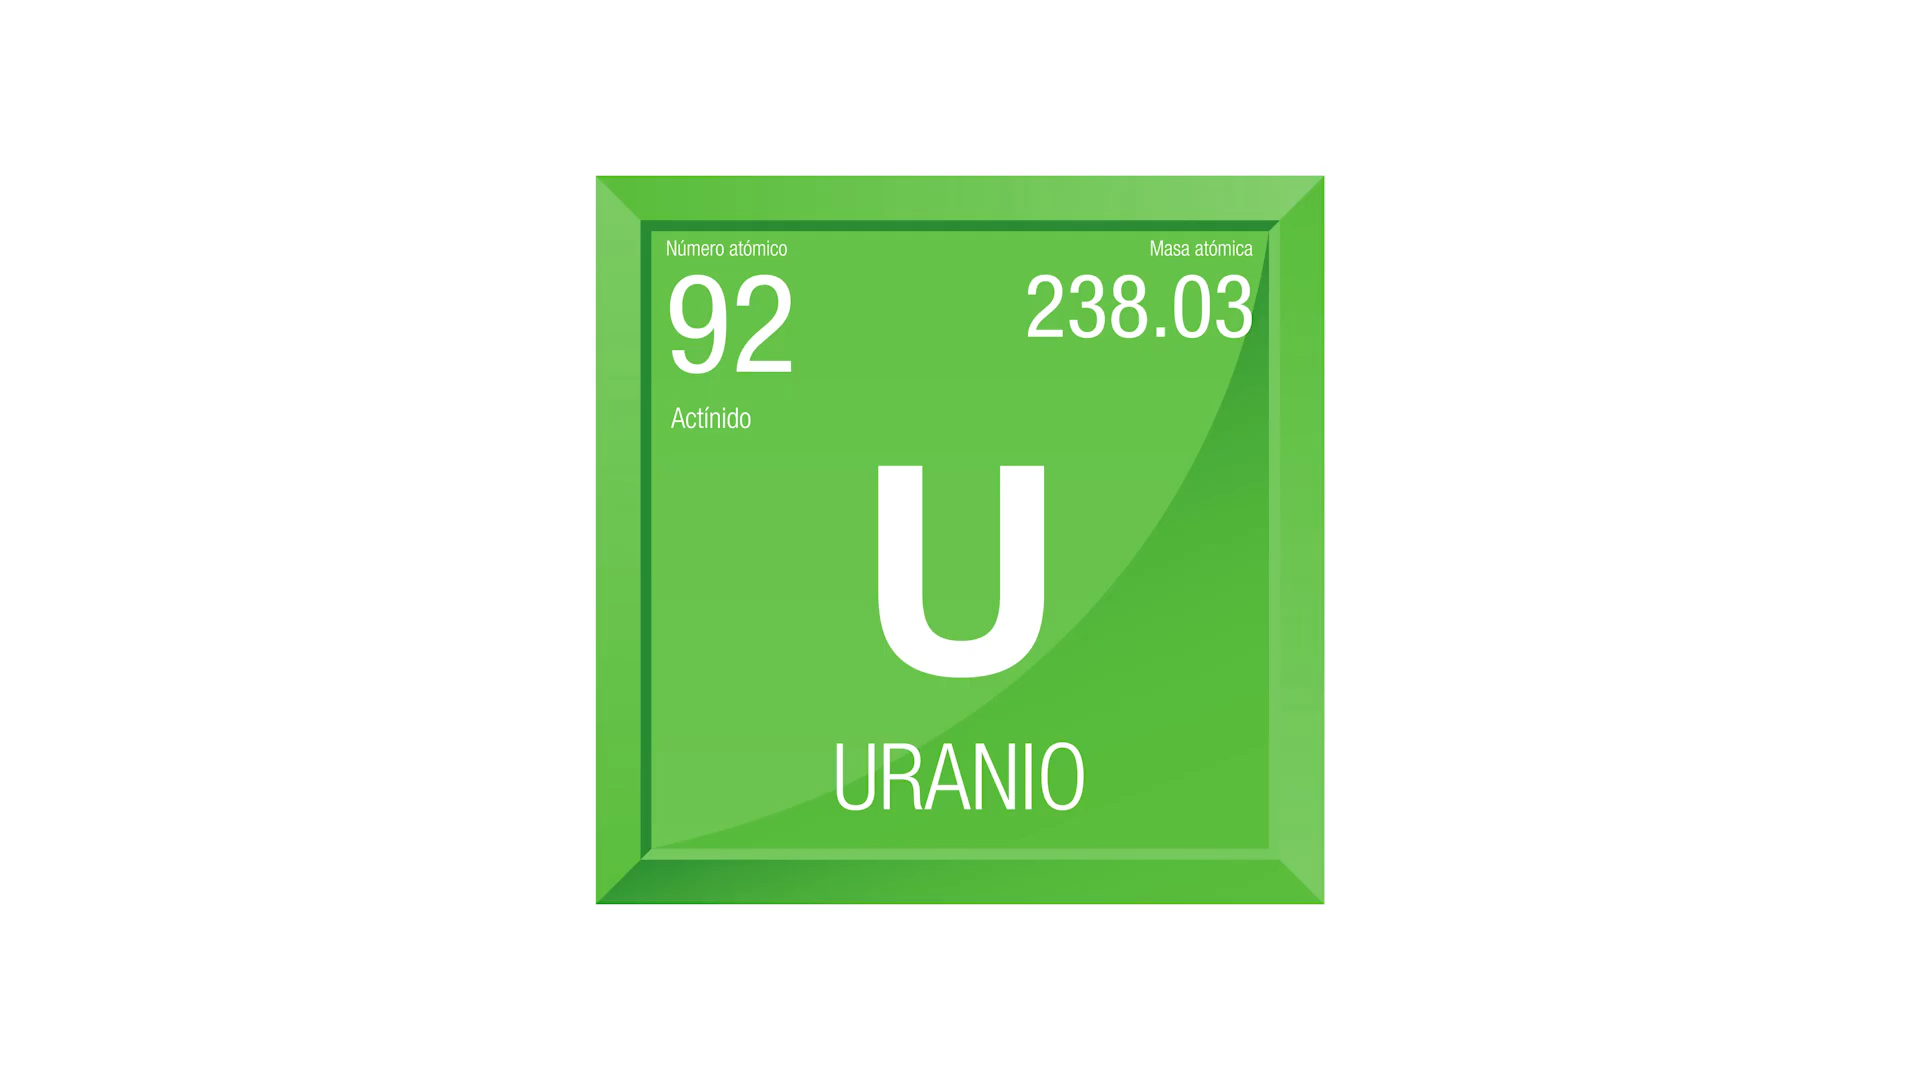 Número atómico
92
Masa atómica
238.03
Actínido
U
URANIO